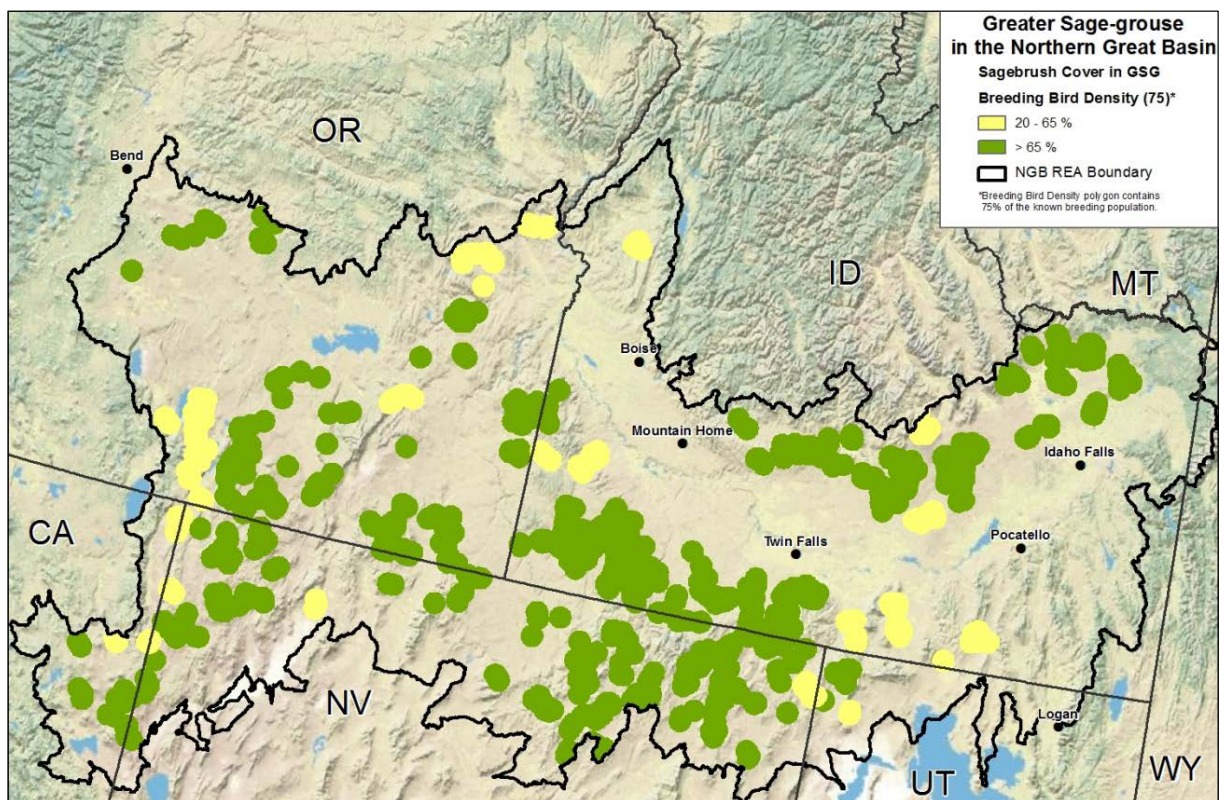 Greater Sage-grouse
in the Northern Great Basin
Sagebrush Cover in GSG
Breeding Bird Density (75)*
20 - 65 %
> 65 %
NGB REA Boundary
*Breeding Bird Density polygon contains
75% of the known breeding population.
OR
Bend
ID
MT
Boise
Mountain Home
Idaho Falls
CA
Twin Falls
Pocatello
NV
Logan
UT
WY